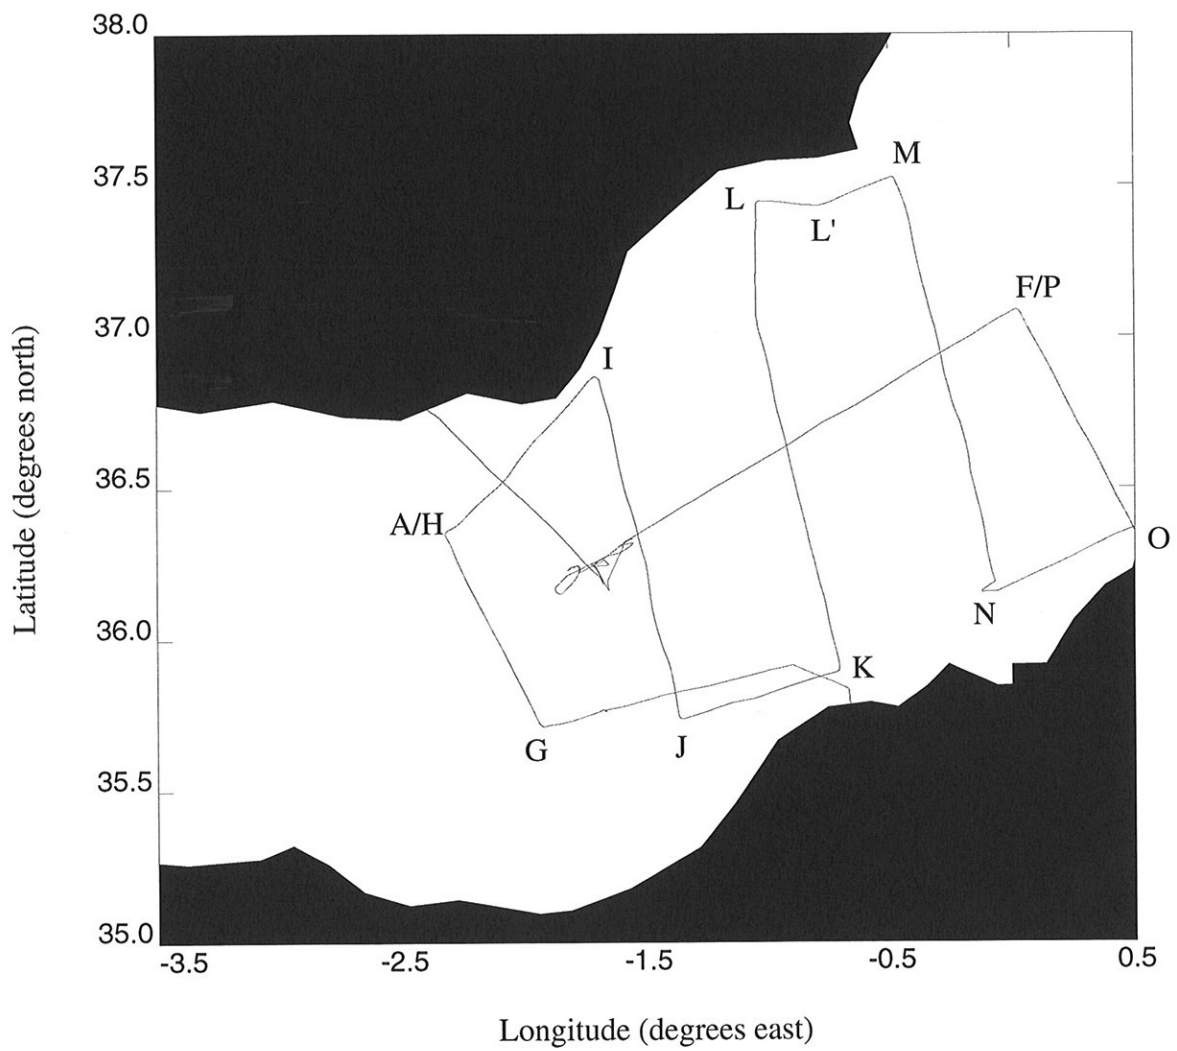 38.0
M
37.5
L
L'
F/P
37.0
I
36.5
A/H
O
N
36.0
K
G
J
35.5
35.0
-3.5 -2.5 -1.5 -0.5 0.5
Latitude (degrees north)
Longitude (degrees east)